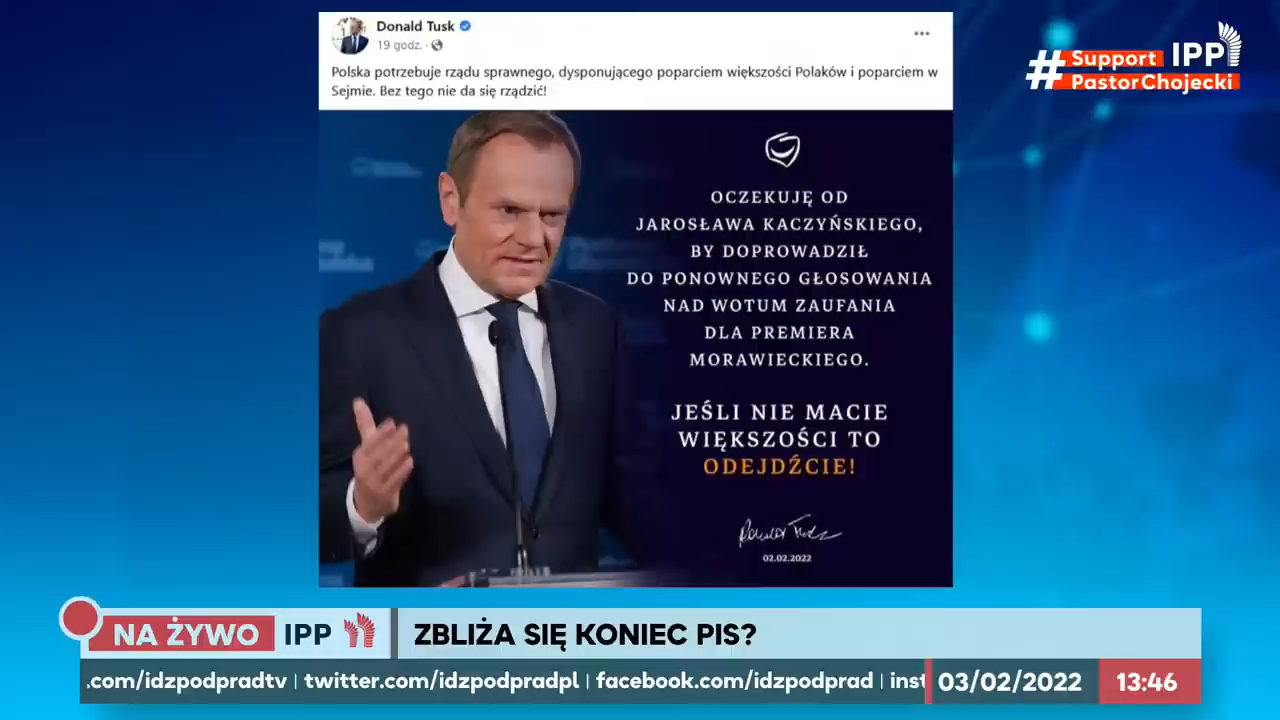 Donald Tusk
19 godz. ·
Polska potrzebuje rządu sprawnego, dysponującego poparciem większości Polaków i poparciem w
Sejmie. Bez tego nie da się rządzić!
# Support
PastorChojecki
IPP
OCZEKUJĘ OD
JAROSŁAWA KACZYŃSKIEGO,
BY DOPROWADZIŁ
DO PONOWNEGO GŁOSOWANIA
NAD WOTUM ZAUFANIA
DLA PREMIERA
MORAWIECKIEGO.
JEŚLI NIE MACIE
WIĘKSZOŚCI TO
ODEJDŹCIE!
Donald Tusk
02.02.2022
NA ŻYWO IPP
ZBLIŻA SIĘ KONIEC PIS?
.com/idzpodpradtv | twitter.com/idzpodpradpl | facebook.com/idzpodprad | inst
03/02/2022 13:46